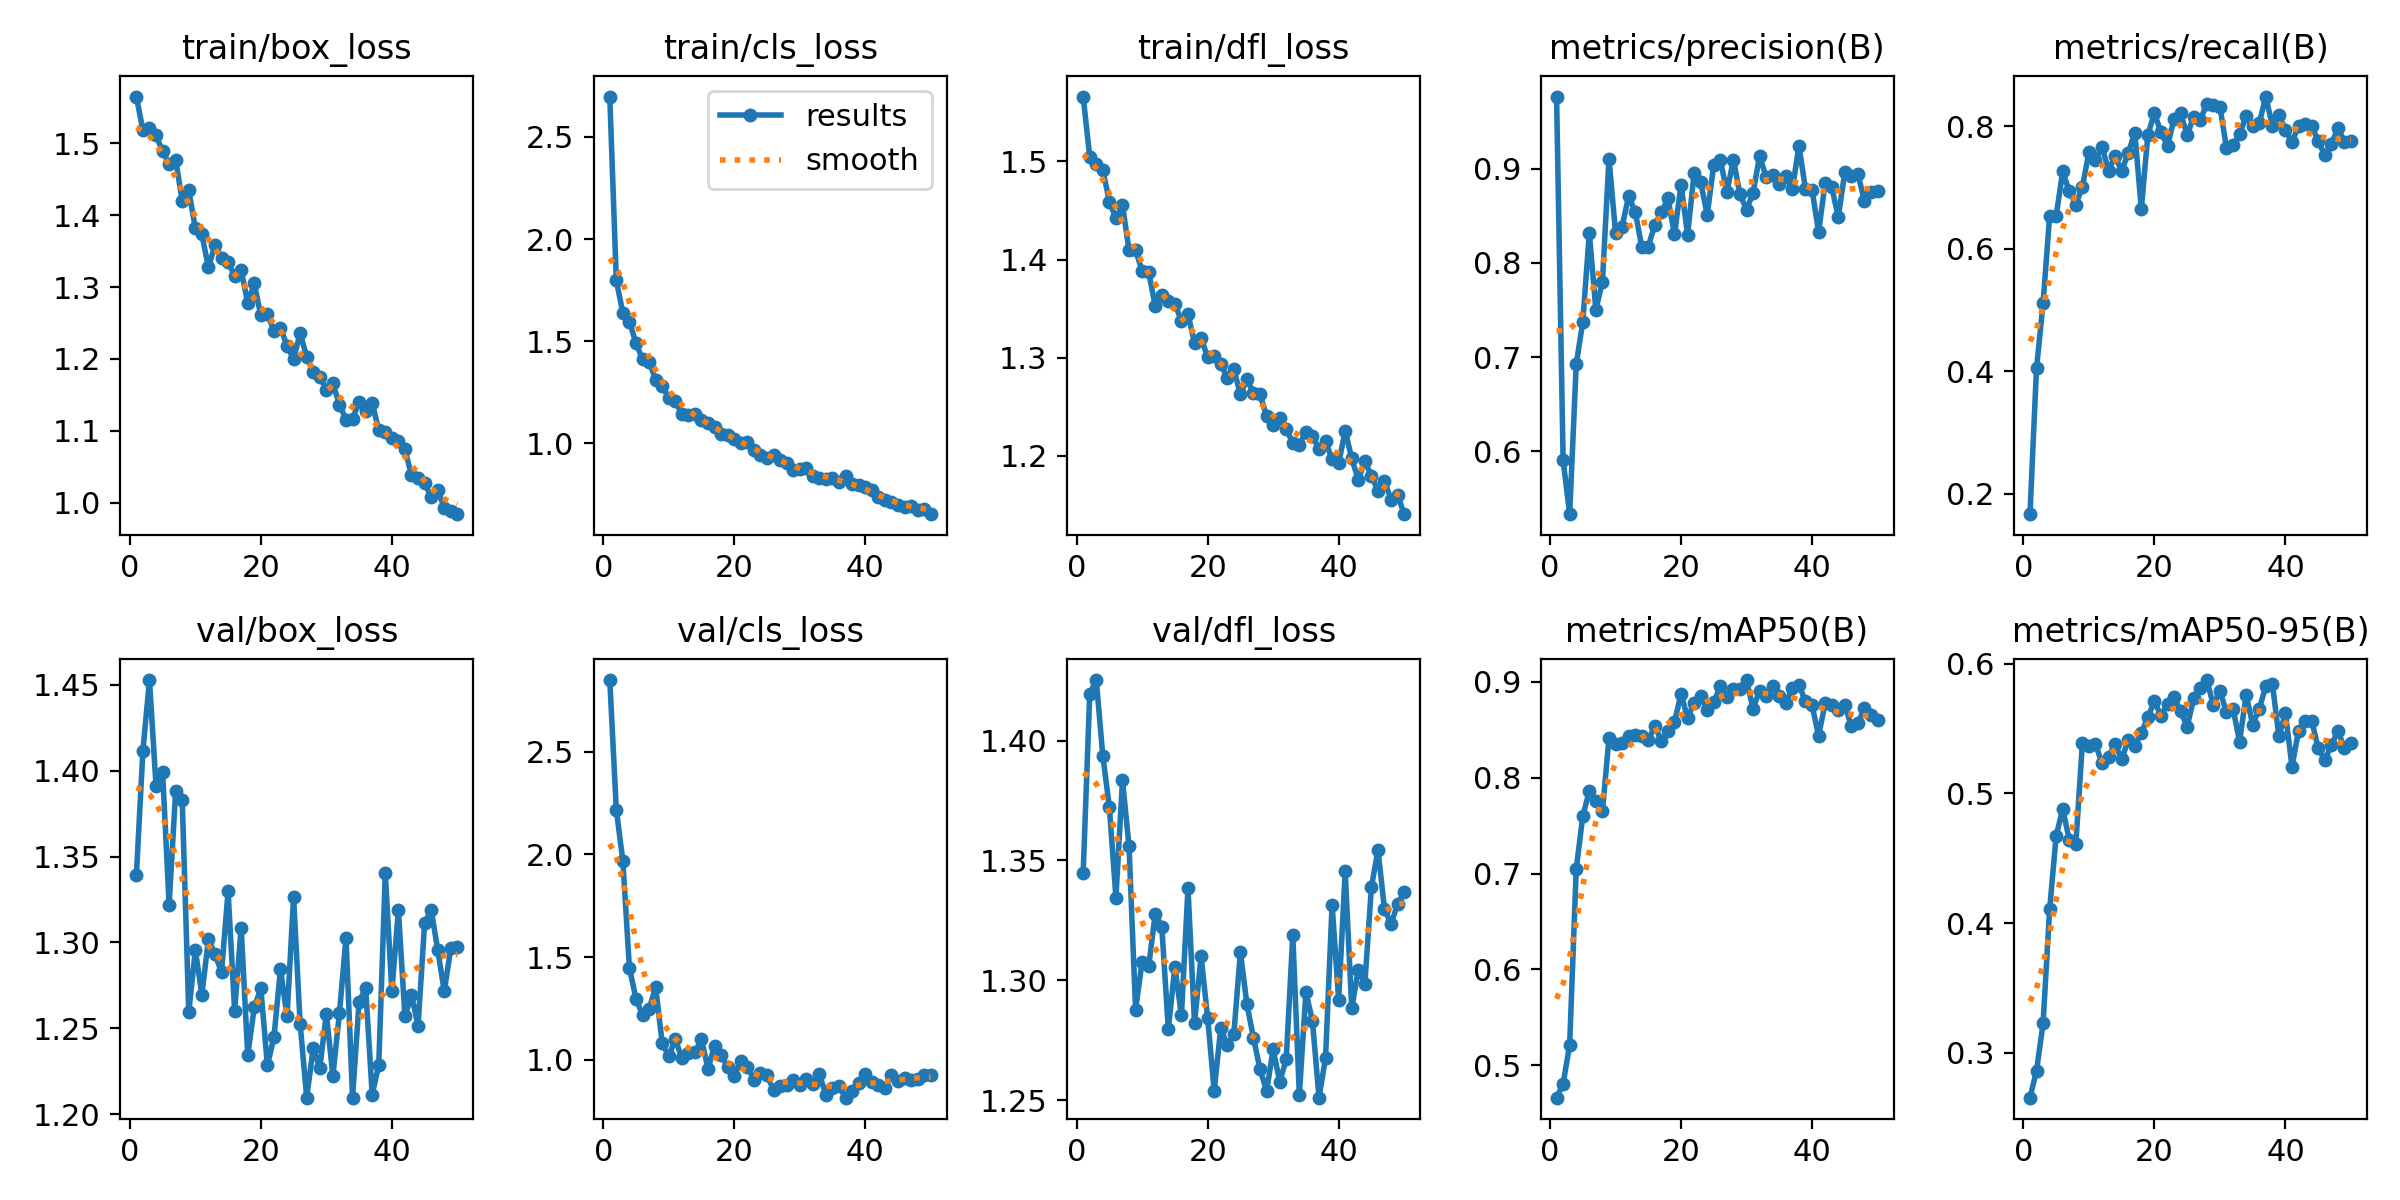 train/box_loss
train/cls_loss
train/dfl_loss
metrics/precision(B)
metrics/recall(B)
1.5
1.4
1.3
1.2
1.1
1.0
0 20 40
results
smooth
2.5
2.0
1.5
1.0
0 20 40
1.5
1.4
1.3
1.2
0 20 40
0.9
0.8
0.7
0.6
0 20 40
0.8
0.6
0.4
0.2
0 20 40
val/box_loss
val/cls_loss
val/dfl_loss
metrics/mAP50(B)
metrics/mAP50-95(B)
1.45
1.40
1.35
1.30
1.25
1.20
0 20 40
2.5
2.0
1.5
1.0
0 20 40
1.40
1.35
1.30
1.25
0 20 40
0.9
0.8
0.7
0.6
0.5
0 20 40
0.6
0.5
0.4
0.3
0 20 40